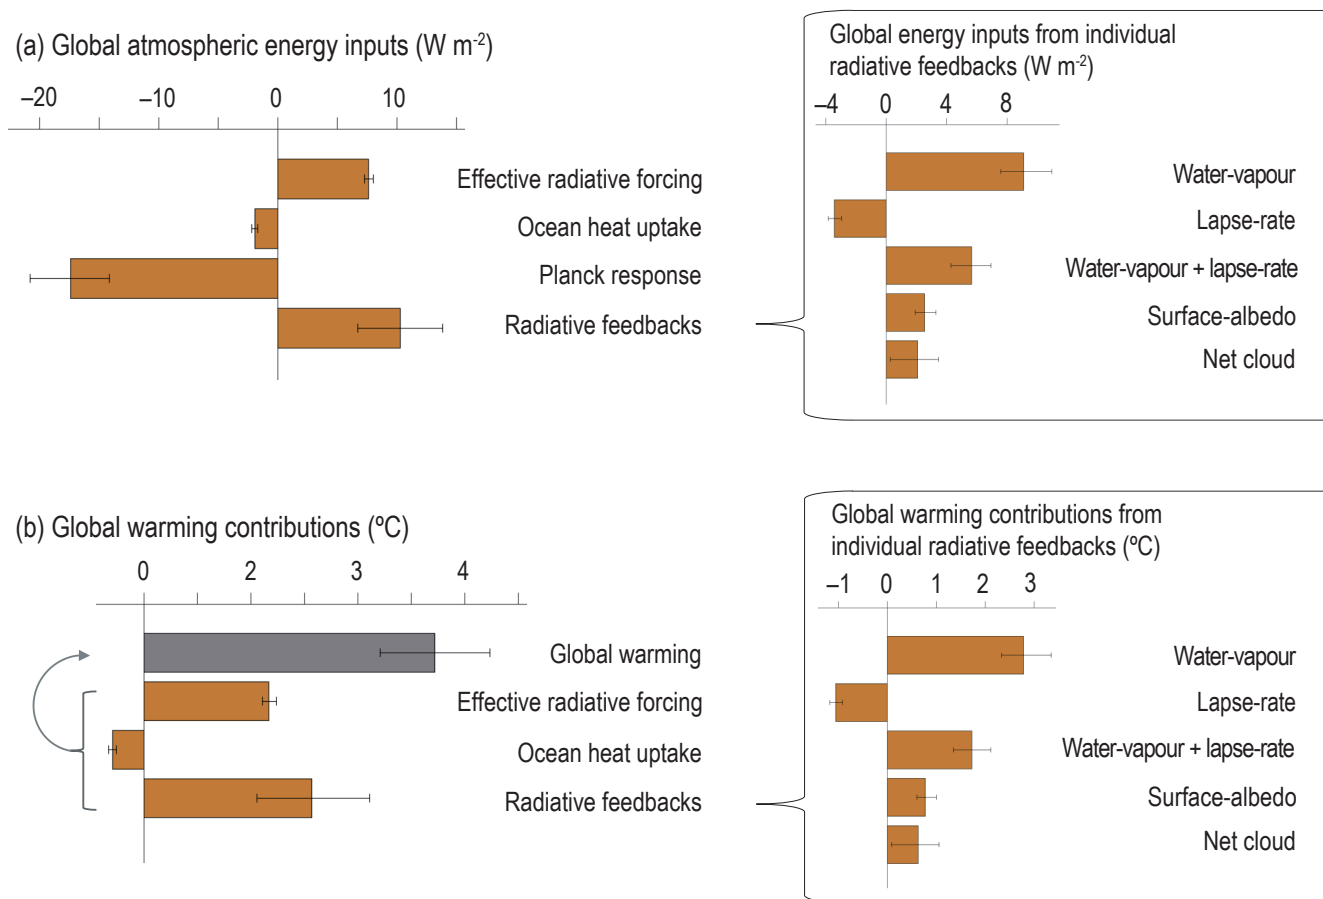 (a) Global atmospheric energy inputs (W m-2)
–20 –10 0 10
Effective radiative forcing
Ocean heat uptake
Planck response
Radiative feedbacks
Global energy inputs from individual
radiative feedbacks (W m-2)
–4 0 4 8
Water-vapour
Lapse-rate
Water-vapour + lapse-rate
Surface-albedo
Net cloud
(b) Global warming contributions (ºC)
0 2 3 4
Global warming
Effective radiative forcing
Ocean heat uptake
Radiative feedbacks
Global warming contributions from
individual radiative feedbacks (ºC)
–1 0 1 2 3
Water-vapour
Lapse-rate
Water-vapour + lapse-rate
Surface-albedo
Net cloud